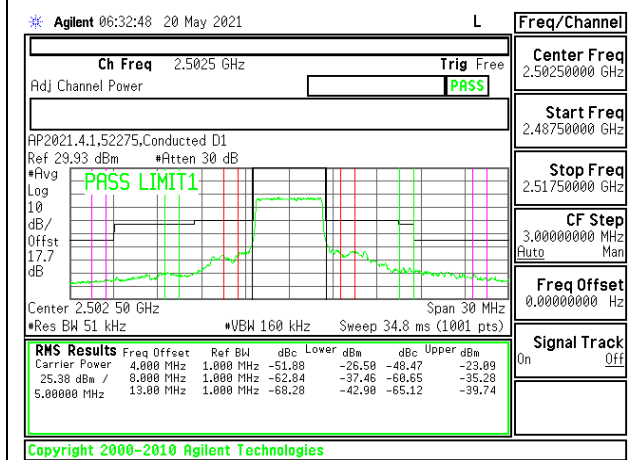 Agilent 06:32:48 20 May 2021 L
Ch Freq 2.5025 GHz Trig Free
Adj Channel Power PASS
AP2021.4.1,52275,Conducted D1
Ref 29.93 dBm #Atten 30 dB
#Avg
Log
10
dB/
Offst
17.7
dB
PASS LIMIT1
Center 2.502 50 GHz Span 30 MHz
#Res BW 51 kHz #VBW 160 kHz Sweep 34.8 ms (1001 pts)
RMS Results Freq Offset Ref BW dBc Lower dBm dBc Upper dBm
Carrier Power 4.000 MHz 1.000 MHz -51.88 -26.50 -48.47 -23.09
25.38 dBm / 8.000 MHz 1.000 MHz -62.84 -37.46 -60.65 -35.28
5.00000 MHz 13.00 MHz 1.000 MHz -68.28 -42.90 -65.12 -39.74
Copyright 2000-2010 Agilent Technologies
Freq/Channel
Center Freq
2.50250000 GHz
Start Freq
2.48750000 GHz
Stop Freq
2.51750000 GHz
CF Step
3.00000000 MHz
Auto Man
Freq Offset
0.00000000 Hz
Signal Track
On Off